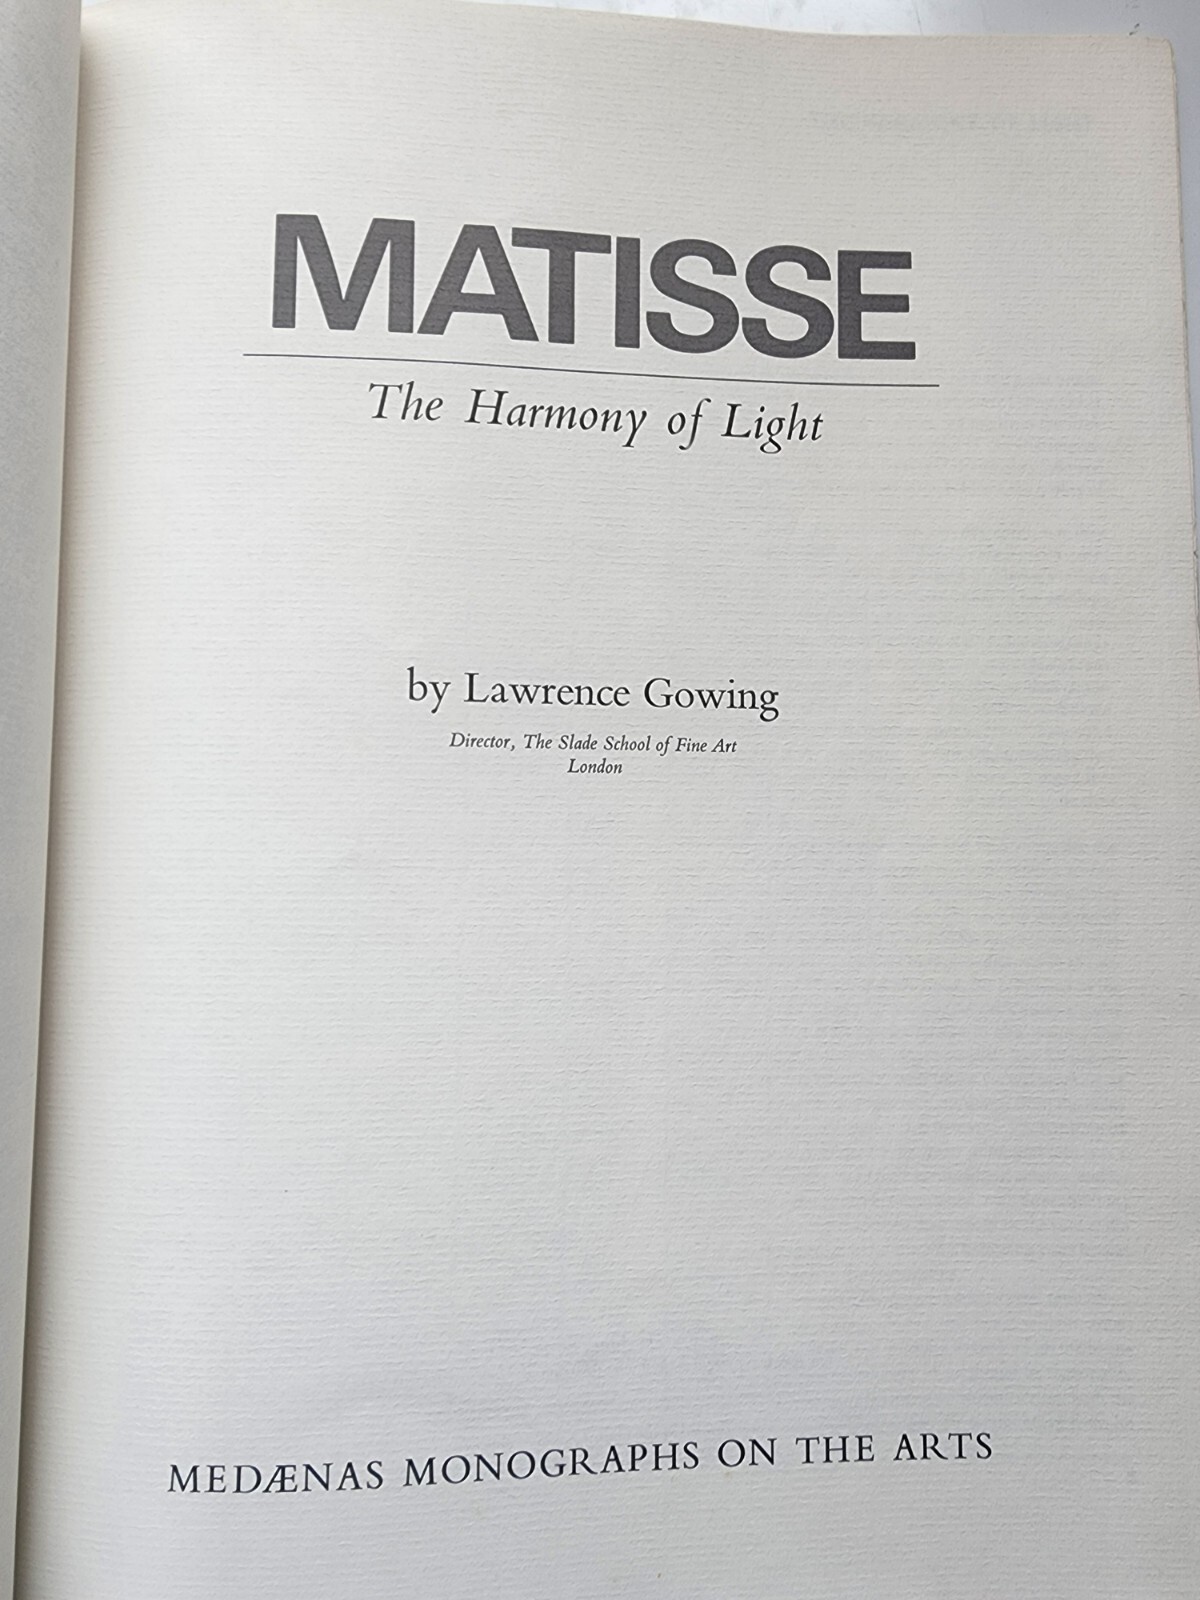 MATISSE
The Harmony of Light
by Lawrence Gowing
Director, The Slade School of Fine Art
London
MEDÆNAS MONOGRAPHS ON THE ARTS